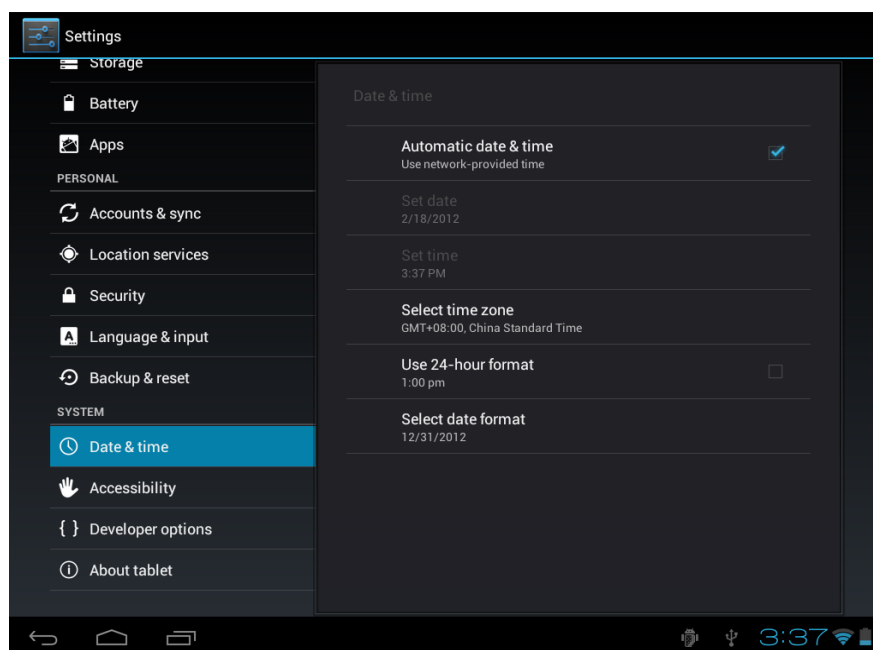 Settings
Storage
Battery
Apps
PERSONAL
Accounts & sync
Location services
Security
Language & input
Backup & reset
SYSTEM
Date & time
Accessibility
Developer options
About tablet
Date & time
Automatic date & time
Use network-provided time
Set date
2/18/2012
Set time
3:37 PM
Select time zone
GMT+08:00, China Standard Time
Use 24-hour format
1:00 pm
Select date format
12/31/2012
3:37